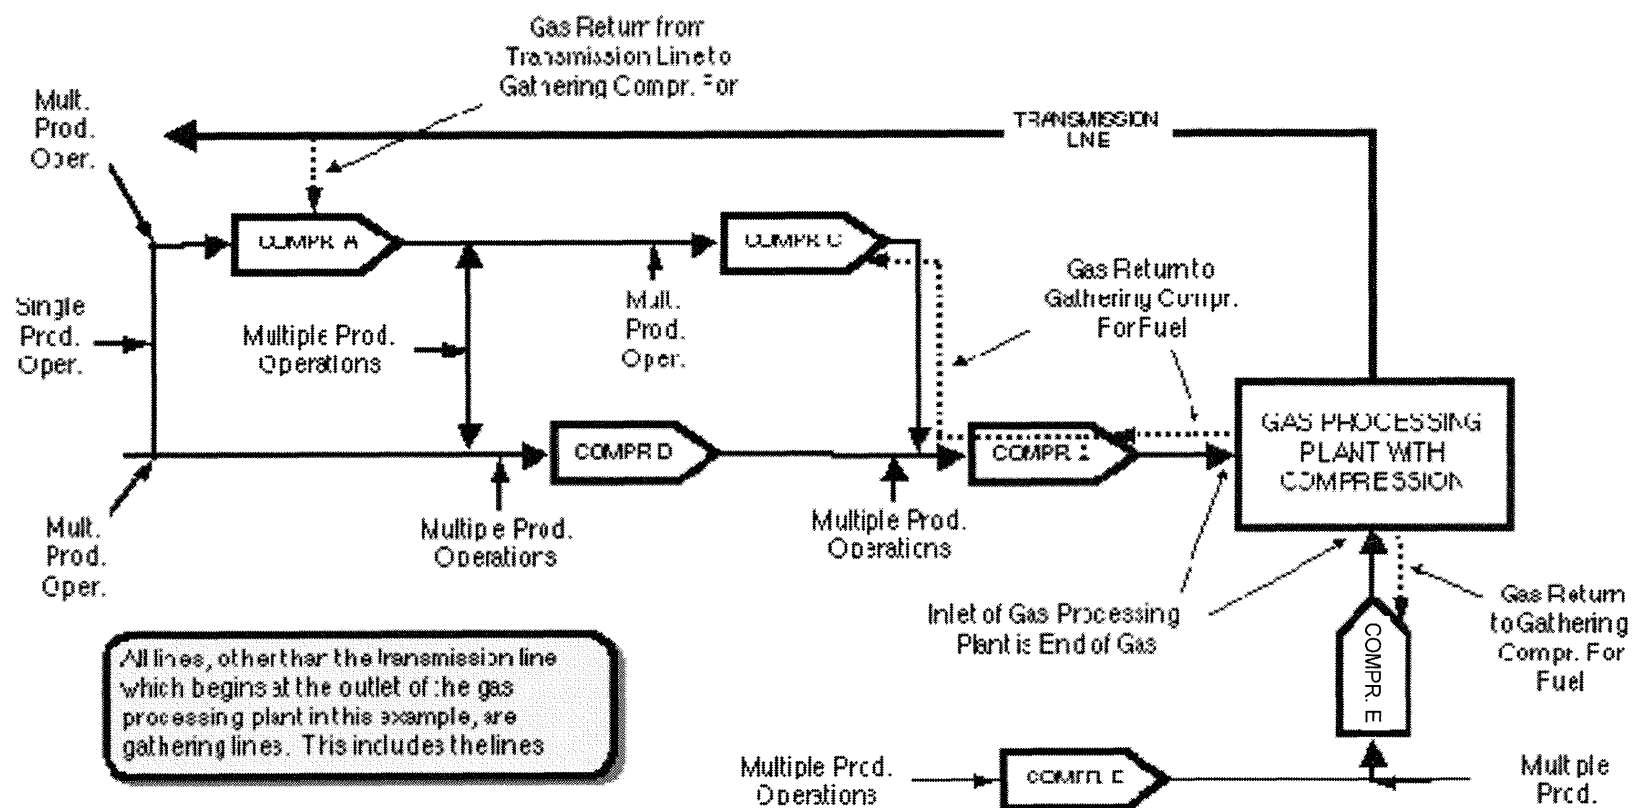 Gas Return from
Transmission Line to
Gathering Compr. For
Mult.
Prod.
Oper.
TRANSMISSION
LINE
COMPR. A
COMPR. C
Gas Return to
Gathering Compr.
For Fuel
Single
Prod.
Oper.
Multiple Prod.
Operations
Mult.
Prod.
Oper.
GAS PROCESSING
PLANT WITH
COMPRESSION
COMPR D
COMPR.
Mult.
Prod.
Oper.
Multiple Prod.
Operations
Multiple Prod.
Operations
Inlet of Gas Processing
Plant is End of Gas
Gas Return
to Gathering
Compr. For
Fuel
COMPR. E
All lines, other than the transmission line
which begins at the outlet of the gas
processing plant in this example, are
gathering lines. This includes the lines
Multiple Prod.
Operations
Multiple
Prod.